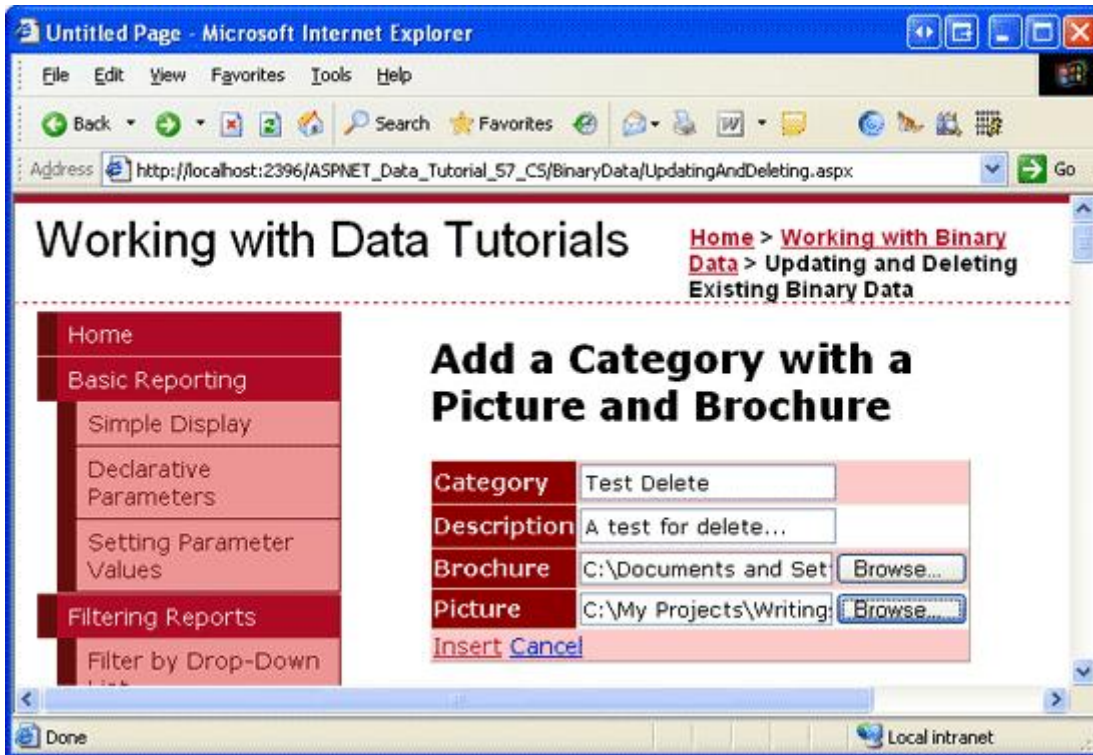 Untitled Page - Microsoft Internet Explorer
File Edit View Favorites Tools Help
Back Search Favorites
Address http://localhost:2396/ASPNET_Data_Tutorial_57_CS/BinaryData/UpdatingAndDeleting.aspx Go
Working with Data Tutorials
Home > Working with Binary
Data > Updating and Deleting
Existing Binary Data
Home
Basic Reporting
Simple Display
Declarative
Parameters
Setting Parameter
Values
Filtering Reports
Filter by Drop-Down
Add a Category with a
Picture and Brochure
Category Test Delete
Description A test for delete...
Brochure C:\Documents and Set Browse...
Picture C:\My Projects\Writings Browse...
Insert Cancel
Done Local intranet